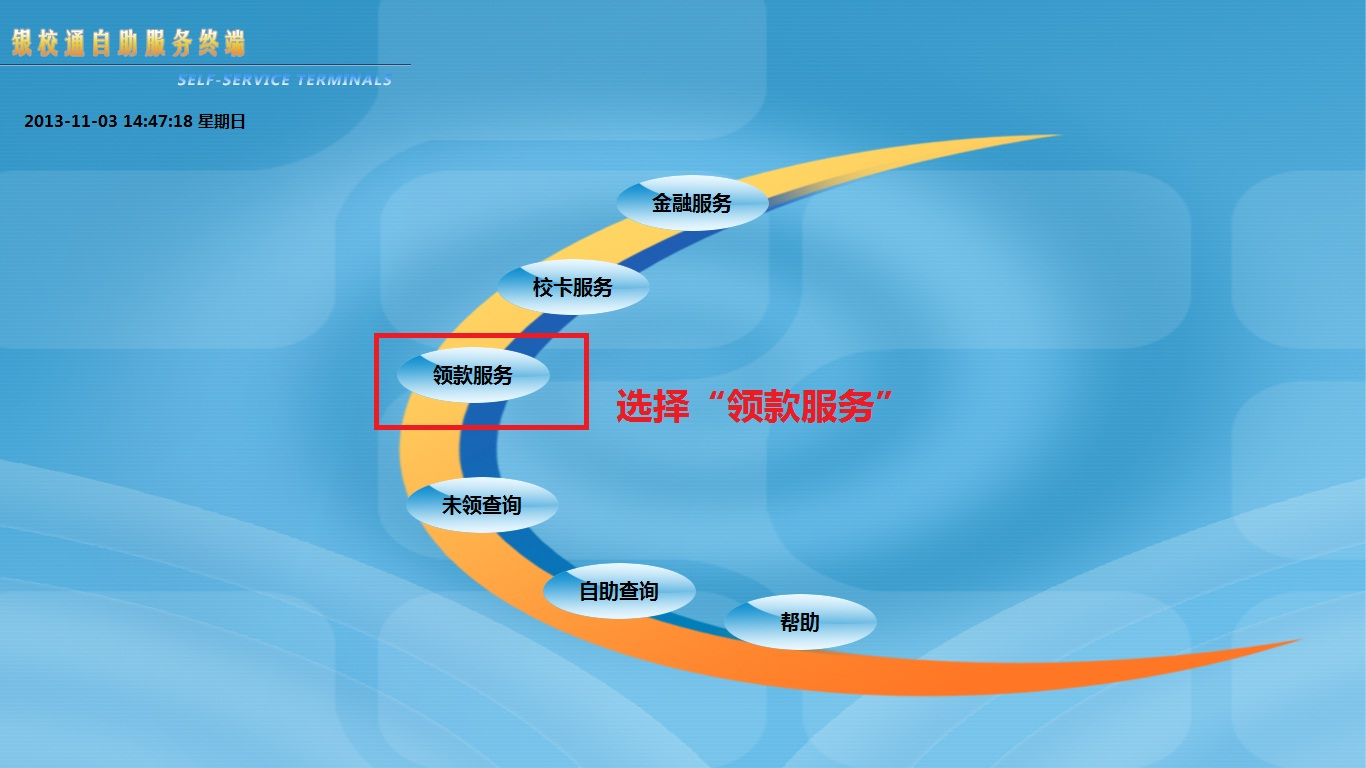 银校通自助服务终端
SELF-SERVICE TERMINALS
2013-11-03 14:47:18 星期日
金融服务
校卡服务
领款服务
选择“领款服务”
未领查询
自助查询
帮助